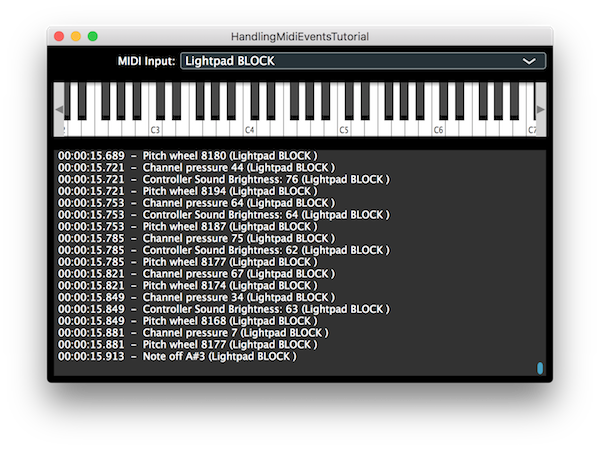 HandlingMidiEventsTutorial
MIDI Input: Lightpad BLOCK
C3 C4 C5 C6 C7
00:00:15.689 - Pitch wheel 8180 (Lightpad BLOCK )
00:00:15.721 - Channel pressure 44 (Lightpad BLOCK )
00:00:15.721 - Controller Sound Brightness: 76 (Lightpad BLOCK )
00:00:15.721 - Pitch wheel 8194 (Lightpad BLOCK )
00:00:15.753 - Channel pressure 64 (Lightpad BLOCK )
00:00:15.753 - Controller Sound Brightness: 64 (Lightpad BLOCK )
00:00:15.753 - Pitch wheel 8187 (Lightpad BLOCK )
00:00:15.785 - Channel pressure 75 (Lightpad BLOCK )
00:00:15.785 - Controller Sound Brightness: 62 (Lightpad BLOCK )
00:00:15.785 - Pitch wheel 8177 (Lightpad BLOCK )
00:00:15.821 - Channel pressure 67 (Lightpad BLOCK )
00:00:15.821 - Pitch wheel 8174 (Lightpad BLOCK )
00:00:15.849 - Channel pressure 34 (Lightpad BLOCK )
00:00:15.849 - Controller Sound Brightness: 63 (Lightpad BLOCK )
00:00:15.849 - Pitch wheel 8168 (Lightpad BLOCK )
00:00:15.881 - Channel pressure 7 (Lightpad BLOCK )
00:00:15.881 - Pitch wheel 8177 (Lightpad BLOCK )
00:00:15.913 - Note off A#3 (Lightpad BLOCK )